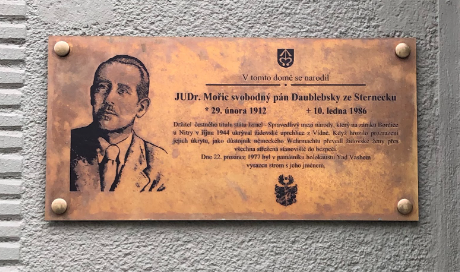 V tomto domě se narodil
JUDr. Mořic svobodný pán Daublebsky ze Sternecku
* 29. února 1912 + 10. ledna 1986
Držitel čestného titulu státu Izrael - Spravedlivý mezi národy, který na zámku
u Nitry v říjnu 1944 ukrýval židovské uprchlíce z Vídně. Když hrozilo prozrazení
jejich úkrytu, jako důstojník německého Wehrmachtu převezl židovské ženy přes
všechna střežená stanoviště do bezpečí.
Dne 22. prosince 1977 byl v památníku holokaustu Yad Vashem
vysazen strom s jeho jménem.